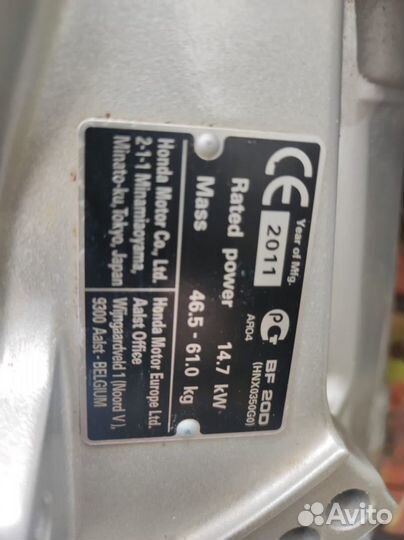 CE 2011 PCT BF 20D
Year of Mfg. AR04 (HNX0350G0)
Rated power 14.7 kW
Mass 46.5 - 61.0 kg
Honda Motor Co., Ltd.
2-1-1 Minamiaoyama,
Minato-ku, Tokyo, Japan
Honda Motor Europe Ltd.
Aalst Office
Wijngaardveld 1 (Noord V),
9300 Aalst - BELGIUM
Avito